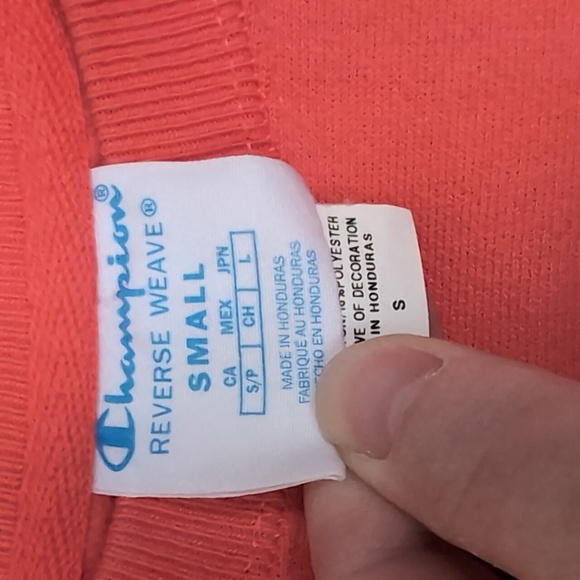 Champion®
REVERSE WEAVE®
SMALL
CA MEX JPN
S/P CH L
MADE IN HONDURAS
FABRIQUÉ AU HONDURAS
EN HONDURAS
POLYESTER
OF DECORATION
IN HONDURAS
S